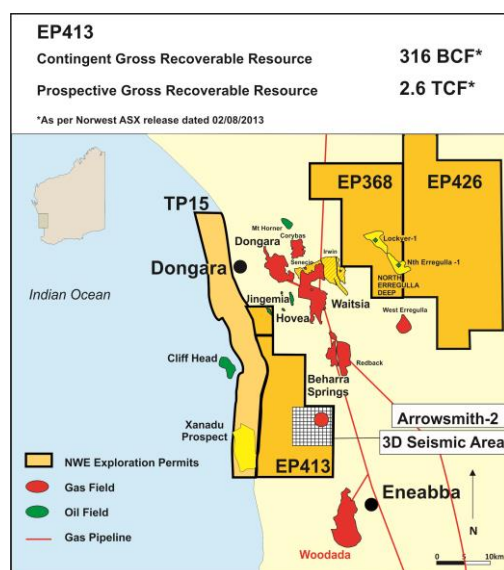 EP413
Contingent Gross Recoverable Resource 316 BCF*
Prospective Gross Recoverable Resource 2.6 TCF*
*As per Norwest ASX release dated 02/08/2013
EP368
EP426
TP15
Mt Horner
Dongara
Corybas
Lockyer-1
Senecio
Irwin
Dongara
Nth Erregulla -1
Indian Ocean
NORTH
ERREGULLA
DEEP
Jingemia
Waitsia
Hovea
West Erregulla
Cliff Head
Redback
Beharra
Springs
Arrowsmith-2
Xanadu
Prospect
3D Seismic Area
NWE Exploration Permits
EP413
Gas Field
Eneabba
Oil Field
N
Gas Pipeline
Woodada
0 5 10km